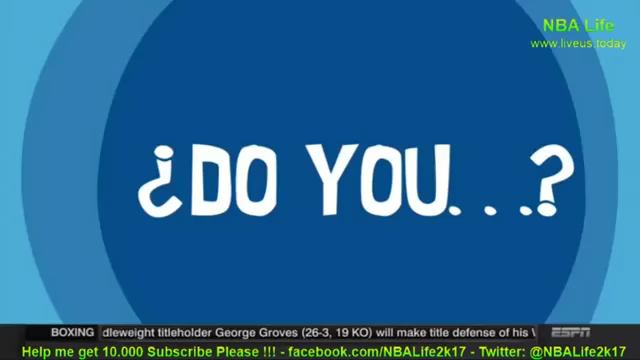 NBA Life
www.liveus.today
¿DO YOU...?
BOXING dleweight titleholder George Groves (26-3, 19 KO) will make title defense of his ESPN
Help me get 10.000 Subscribe Please !!! - facebook.com/NBALife2k17 - Twitter: @NBALife2K17